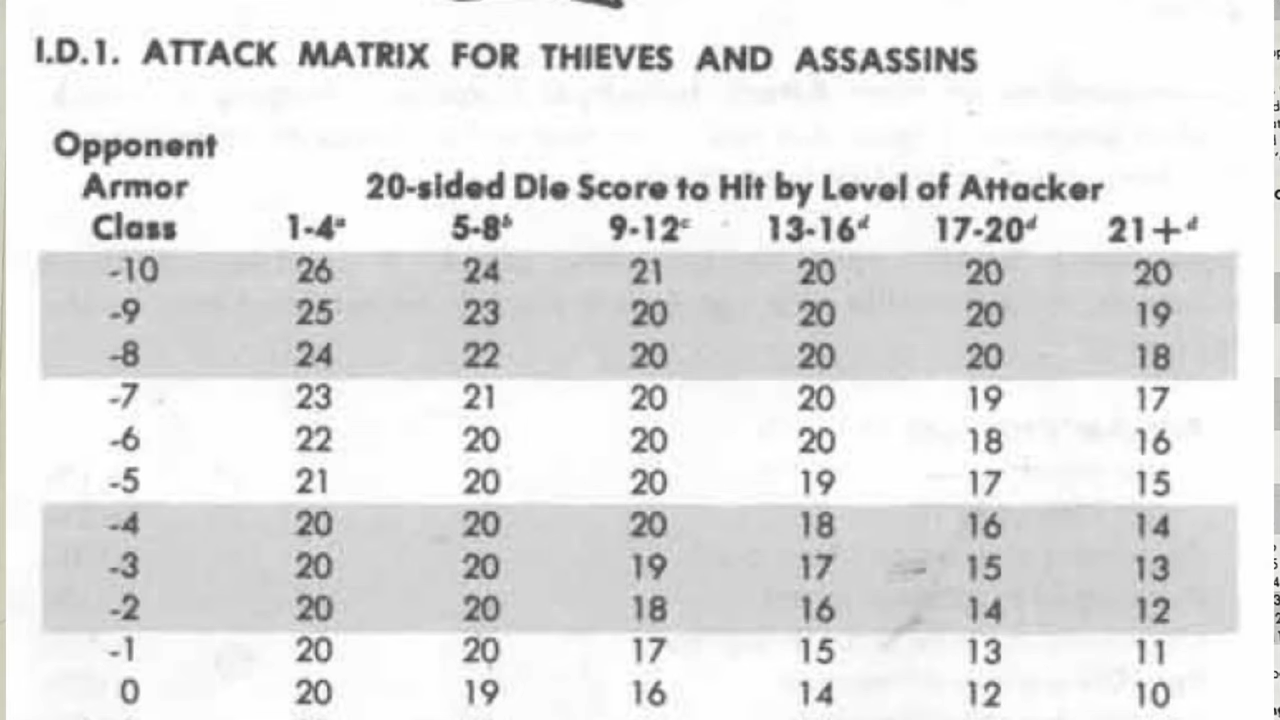 I.D.1. ATTACK MATRIX FOR THIEVES AND ASSASSINS
Opponent
Armor 20-sided Die Score to Hit by Level of Attacker
Class 1-4a 5-8b 9-12c 13-16d 17-20d 21+d
-10 26 24 21 20 20 20
-9 25 23 20 20 20 19
-8 24 22 20 20 20 18
-7 23 21 20 20 19 17
-6 22 20 20 20 18 16
-5 21 20 20 19 17 15
-4 20 20 20 18 16 14
-3 20 20 19 17 15 13
-2 20 20 18 16 14 12
-1 20 20 17 15 13 11
0 20 19 16 14 12 10